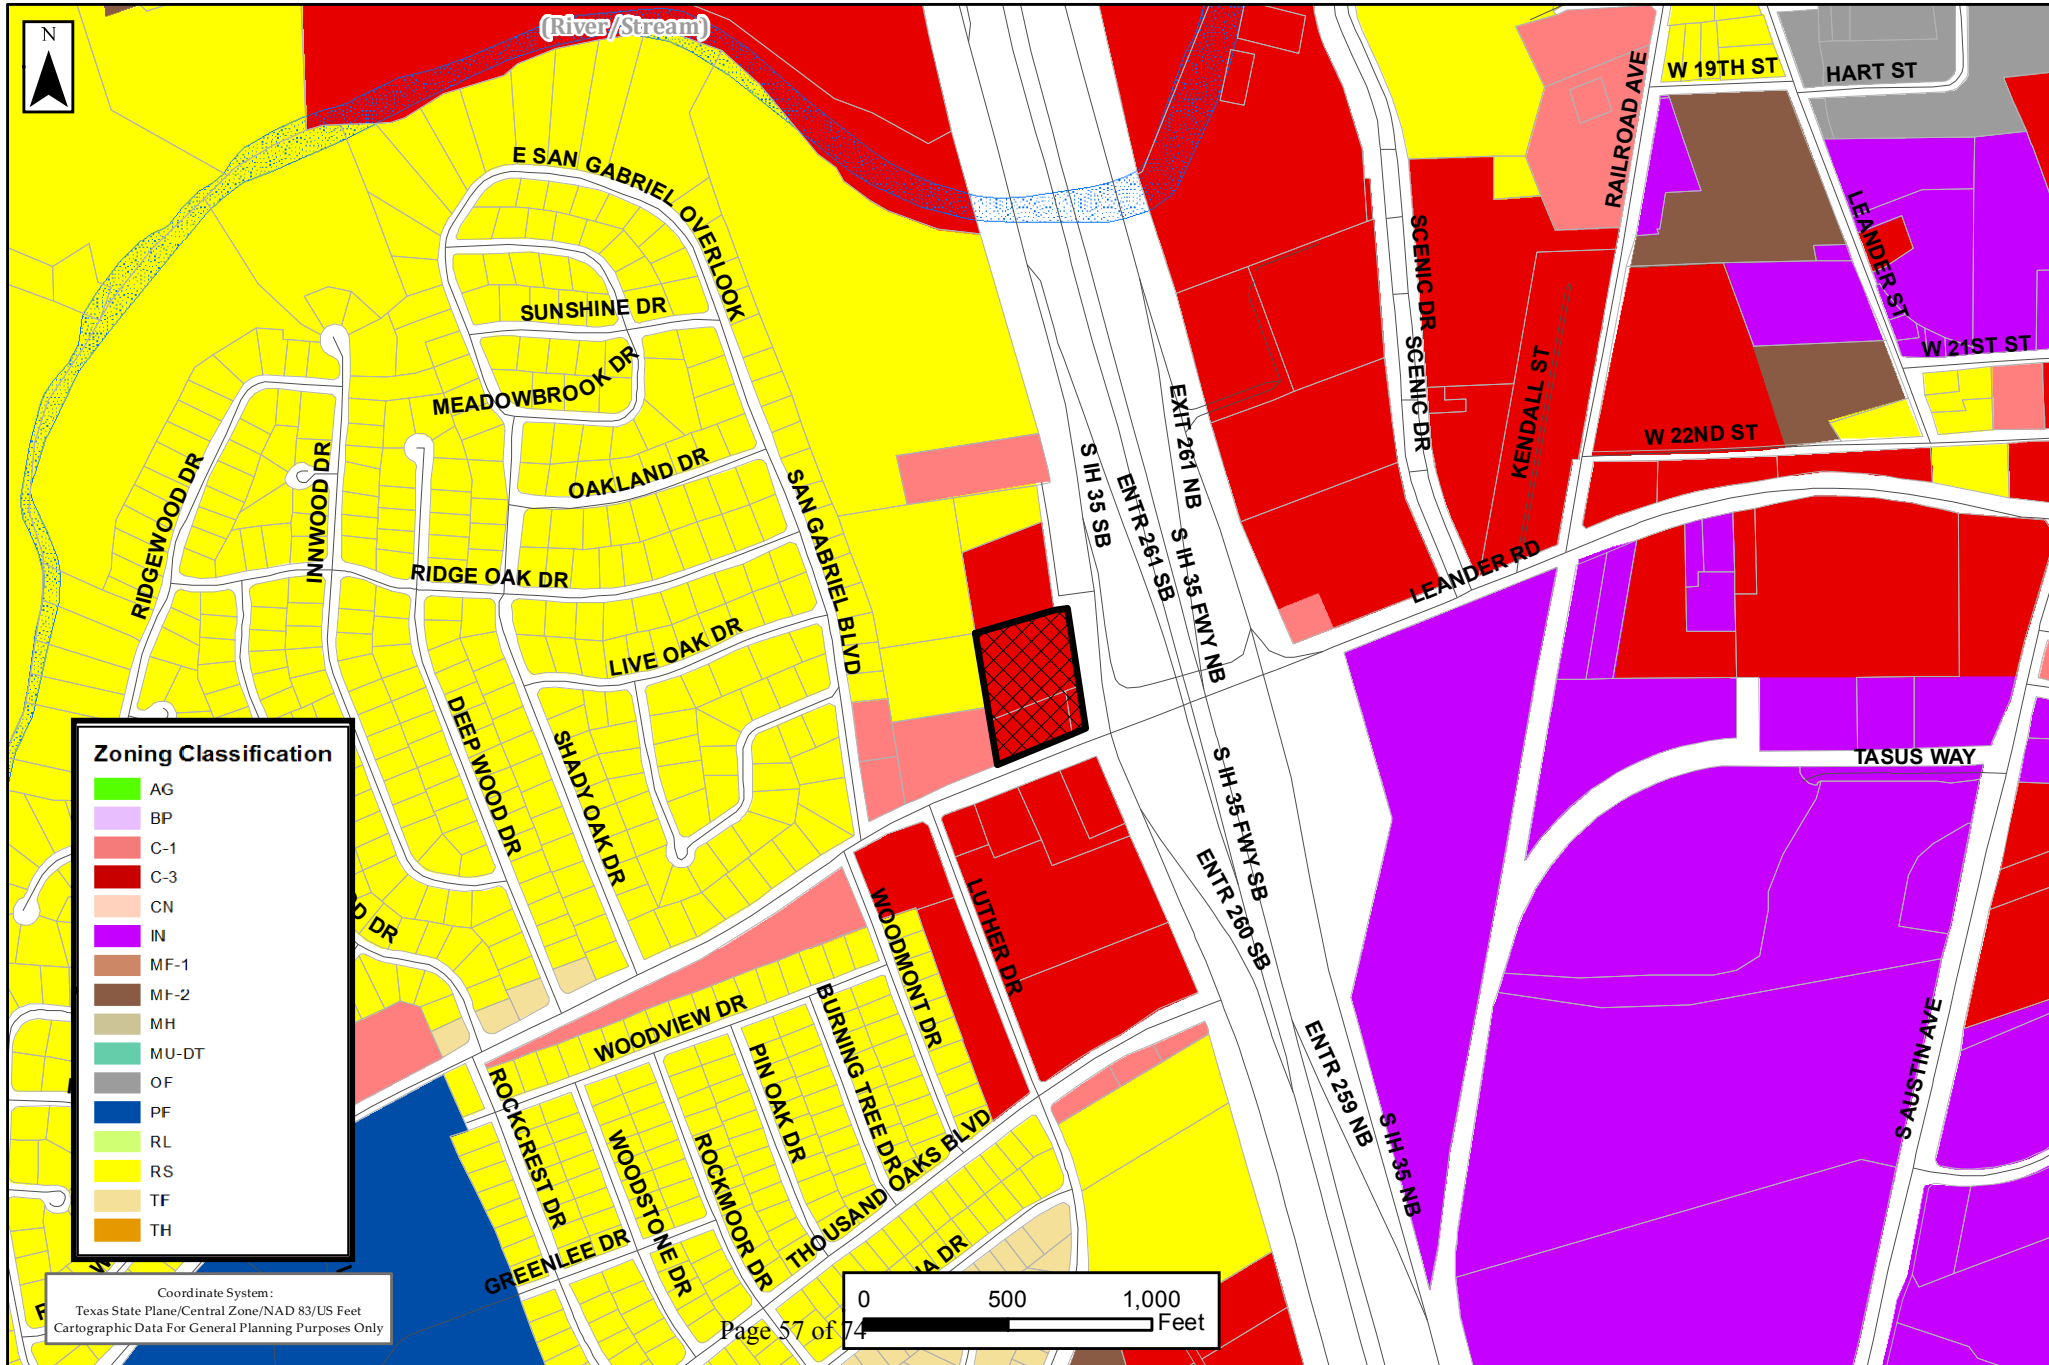 (River/Stream)
N
W 19TH ST
HART ST
RAILROAD AVE
E SAN GABRIEL OVERLOOK
LEANDER ST
SCENIC DR
SUNSHINE DR
W 21ST ST
SCENIC DR
KENDALL ST
MEADOWBROOK DR
EXIT 261 NB
W 22ND ST
RIDGEWOOD DR
INNWOOD DR
OAKLAND DR
S IH 35 SB
ENTR 261 SB
SAN GABRIEL BLVD
S IH 35 FWY NB
RIDGE OAK DR
LEANDER RD
LIVE OAK DR
DEEP WOOD DR
SHADY OAK DR
S IH 35 FWY SB
TASUS WAY
ENTR 260 SB
LUTHER DR
WOODMONT DR
OD DR
WOODVIEW DR
BURNING TREE DR
PIN OAK DR
ENTR 259 NB
S AUSTIN AVE
S IH 35 NB
ROCKCREST DR
WOODSTONE DR
ROCKMOOR DR
THOUSAND OAKS BLVD
GREENLEE DR
NA DR
Zoning Classification
AG
BP
C-1
C-3
CN
IN
MF-1
MF-2
MH
MU-DT
OF
PF
RL
RS
TF
TH
Coordinate System:
Texas State Plane/Central Zone/NAD 83/US Feet
Cartographic Data For General Planning Purposes Only
0 500 1,000
Feet
Page 57 of 74